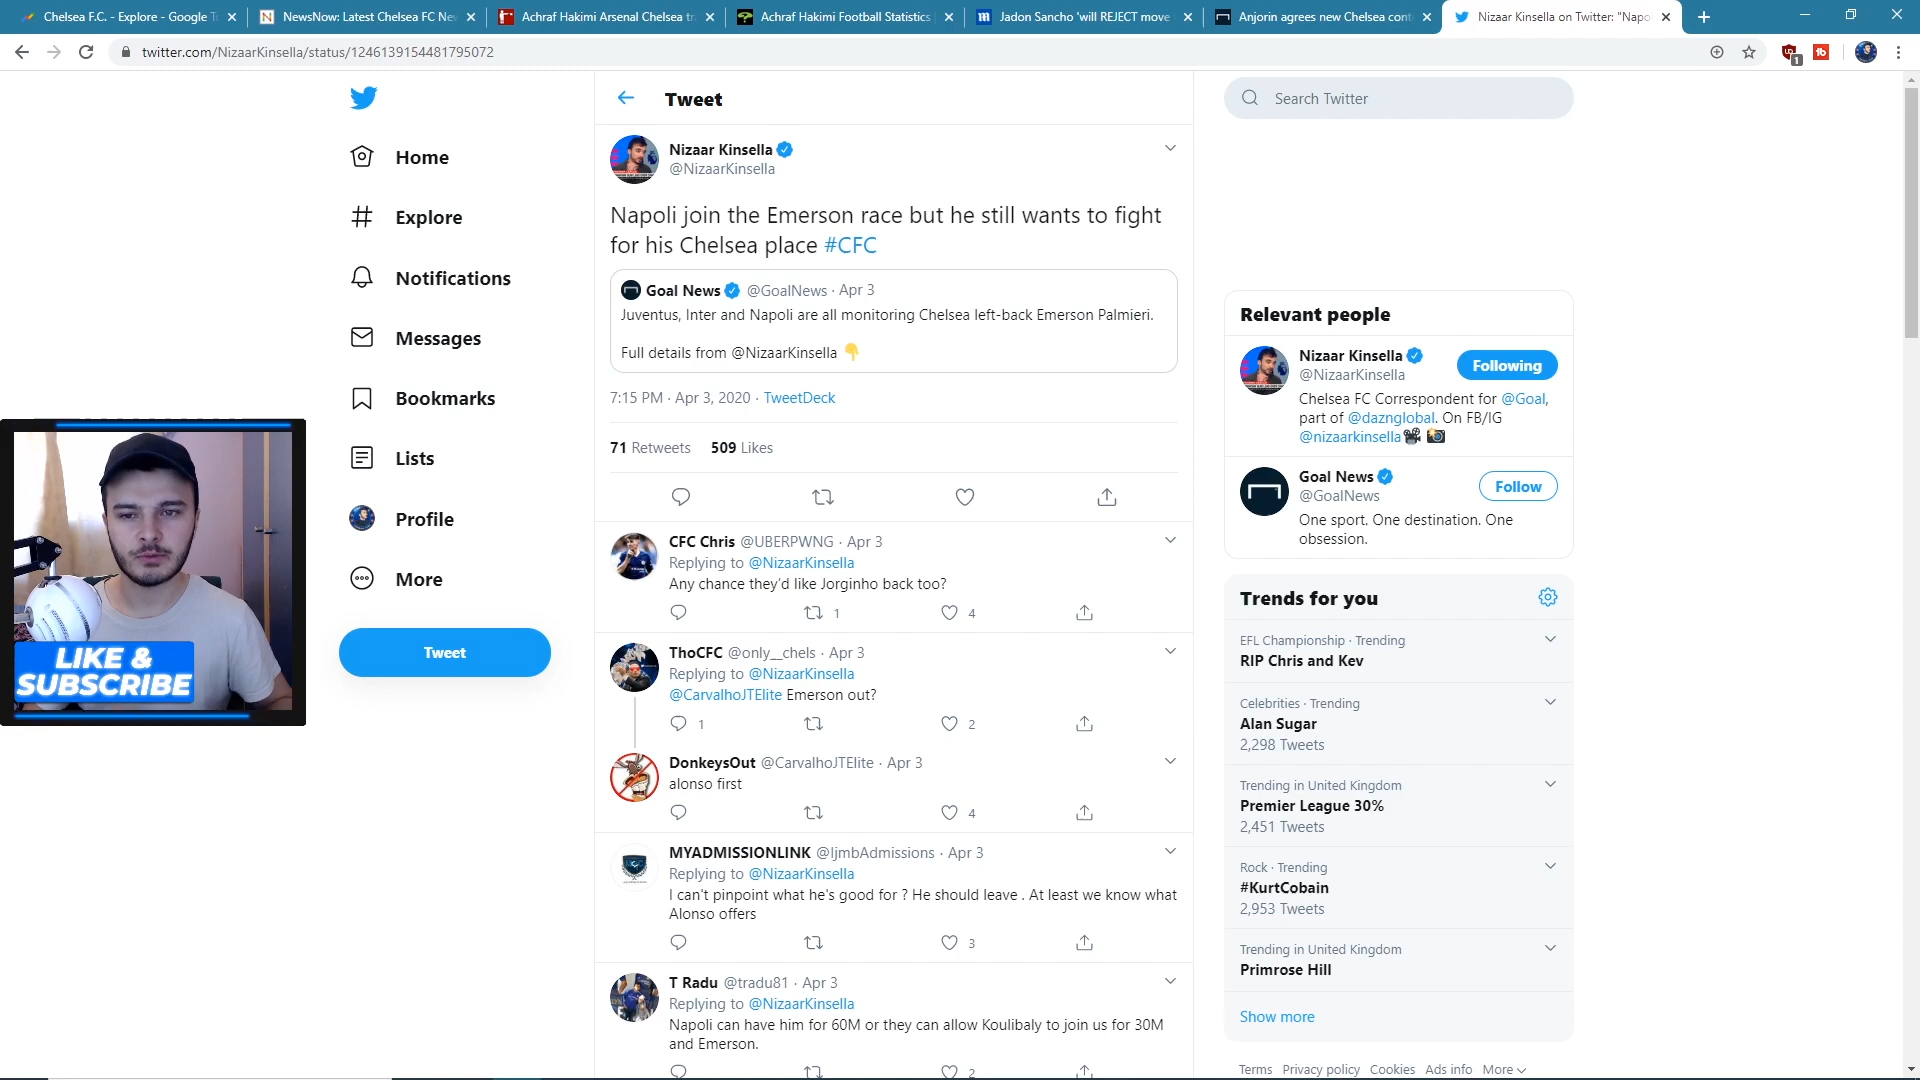 Chelsea F.C. - Explore - Google T
NewsNow: Latest Chelsea FC Ne
Achraf Hakimi Arsenal Chelsea tr
Achraf Hakimi Football Statistics
Jadon Sancho 'will REJECT move
Anjorin agrees new Chelsea cont
Nizaar Kinsella on Twitter: "Napo
twitter.com/NizaarKinsella/status/1246139154481795072
1
Home
Explore
Notifications
Messages
Bookmarks
Lists
Profile
More
Tweet
LIKE &
SUBSCRIBE
Tweet
Nizaar Kinsella
@NizaarKinsella
Napoli join the Emerson race but he still wants to fight
for his Chelsea place #CFC
Goal News @GoalNews · Apr 3
Juventus, Inter and Napoli are all monitoring Chelsea left-back Emerson Palmieri.
Full details from @NizaarKinsella 👇
7:15 PM · Apr 3, 2020 · TweetDeck
71 Retweets 509 Likes
CFC Chris @UBERPWNG · Apr 3
Replying to @NizaarKinsella
Any chance they'd like Jorginho back too?
1 4
ThoCFC @only__chels · Apr 3
Replying to @NizaarKinsella
@CarvalhoJTElite Emerson out?
1 2
DonkeysOut @CarvalhoJTElite · Apr 3
alonso first
4
MYADMISSIONLINK @IjmbAdmissions · Apr 3
Replying to @NizaarKinsella
I can't pinpoint what he's good for ? He should leave . At least we know what
Alonso offers
3
T Radu @tradu81 · Apr 3
Replying to @NizaarKinsella
Napoli can have him for 60M or they can allow Koulibaly to join us for 30M
and Emerson.
2
Search Twitter
Relevant people
Nizaar Kinsella
@NizaarKinsella
Following
Chelsea FC Correspondent for @Goal,
part of @daznglobal. On FB/IG
@nizaarkinsella🎥 📸
Goal News
@GoalNews
Follow
One sport. One destination. One
obsession.
Trends for you
EFL Championship · Trending
RIP Chris and Kev
Celebrities · Trending
Alan Sugar
2,298 Tweets
Trending in United Kingdom
Premier League 30%
2,451 Tweets
Rock · Trending
#KurtCobain
2,953 Tweets
Trending in United Kingdom
Primrose Hill
Show more
Terms Privacy policy Cookies Ads info More